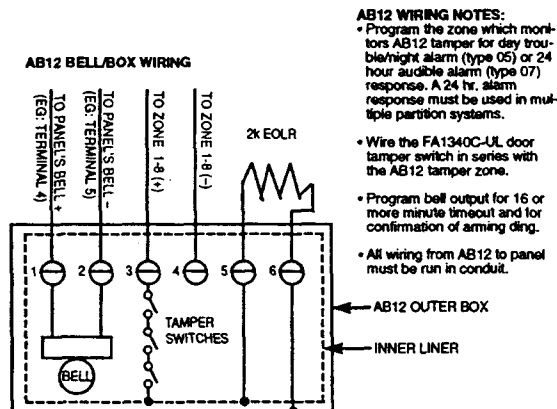 AB12 WIRING NOTES:
• Program the zone which moni-
tors AB12 tamper for day trou-
ble/night alarm (type 05) or 24
hour audible alarm (type 07)
response. A 24 hr. alarm
response must be used in mul-
tiple partition systems.
• Wire the FA1340C-UL door
tamper switch in series with
the AB12 tamper zone.
• Program bell output for 16 or
more minute timeout and for
confirmation of arming ding.
• All wiring from AB12 to panel
must be run in conduit.
AB12 BELL/BOX WIRING
TO PANEL'S BELL +
(EG: TERMINAL 4)
TO PANEL'S BELL –
(EG: TERMINAL 5)
TO ZONE 1-8 (+)
TO ZONE 1-8 (–)
2k EOLR
1
2
3
4
5
6
TAMPER
SWITCHES
BELL
AB12 OUTER BOX
INNER LINER